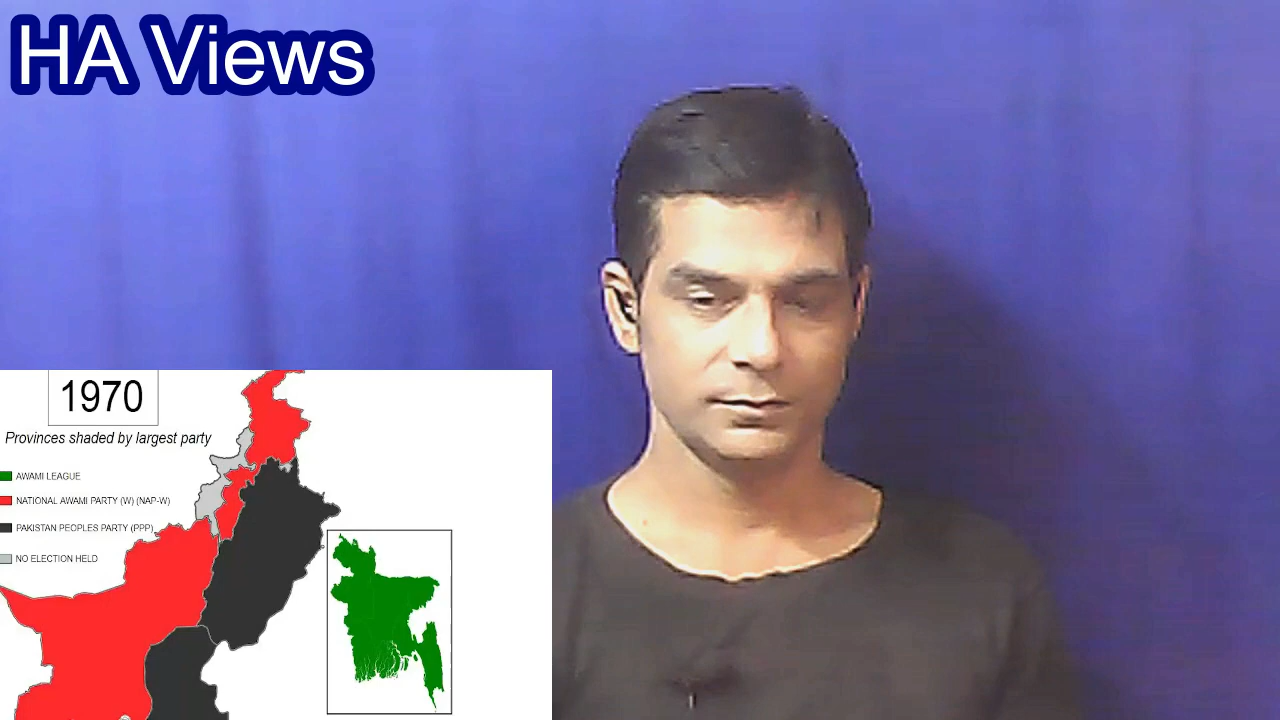 HA Views
1970
Provinces shaded by largest party
AWAMI LEAGUE
NATIONAL AWAMI PARTY (W) (NAP-W)
PAKISTAN PEOPLES PARTY (PPP)
NO ELECTION HELD